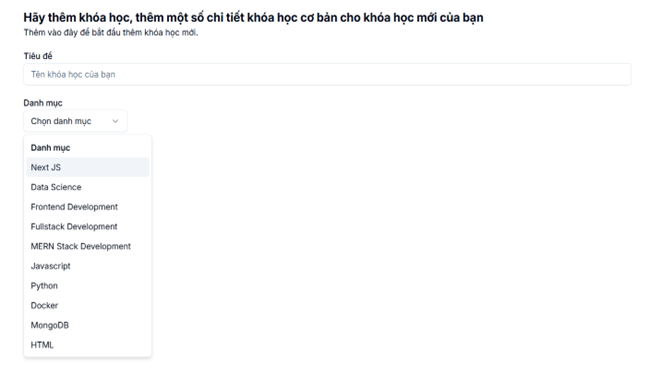 Hãy thêm khóa học, thêm một số chi tiết khóa học cơ bản cho khóa học mới của bạn
Thêm vào đây để bắt đầu thêm khóa học mới.
Tiêu đề
Tên khóa học của bạn
Danh mục
Chọn danh mục
Danh mục
Next JS
Data Science
Frontend Development
Fullstack Development
MERN Stack Development
Javascript
Python
Docker
MongoDB
HTML